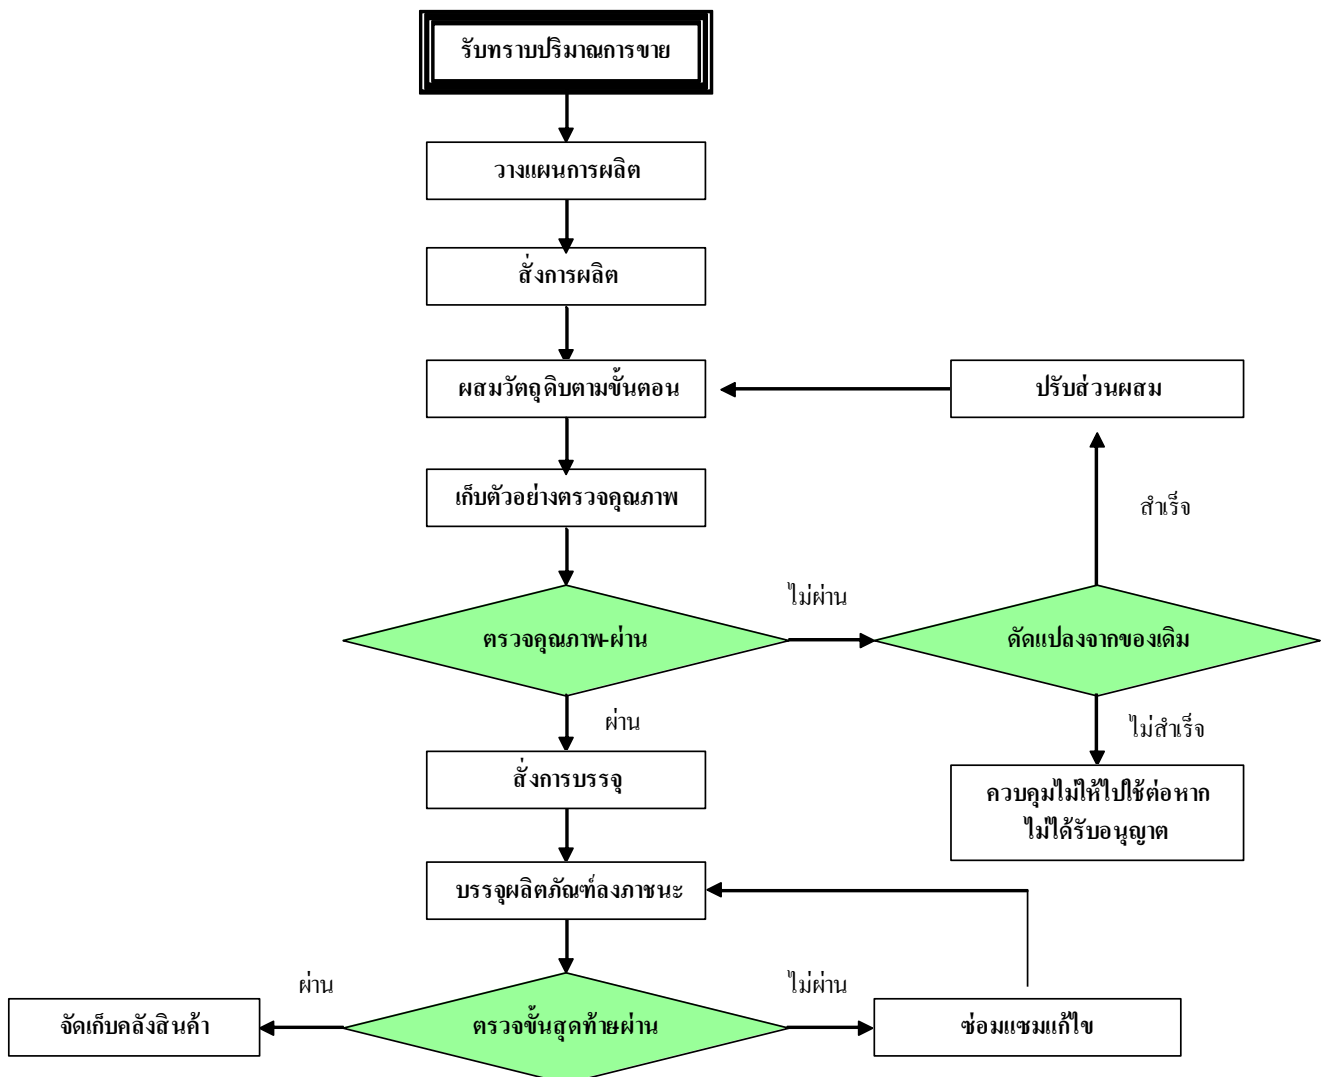 รับทราบปริมาณการขาย
วางแผนการผลิต
สั่งการผลิต
ผสมวัตถุดิบตามขั้นตอน
ปรับส่วนผสม
เก็บตัวอย่างตรวจคุณภาพ
สำเร็จ
ไม่ผ่าน
ตรวจคุณภาพ-ผ่าน
ดัดแปลงจากของเดิม
ผ่าน
ไม่สำเร็จ
สั่งการบรรจุ
ควบคุมไม่ให้ไปใช้ต่อหาก
ไม่ได้รับอนุญาต
บรรจุผลิตภัณฑ์ลงภาชนะ
ผ่าน
ไม่ผ่าน
จัดเก็บคลังสินค้า
ตรวจขั้นสุดท้ายผ่าน
ซ่อมแซมแก้ไข